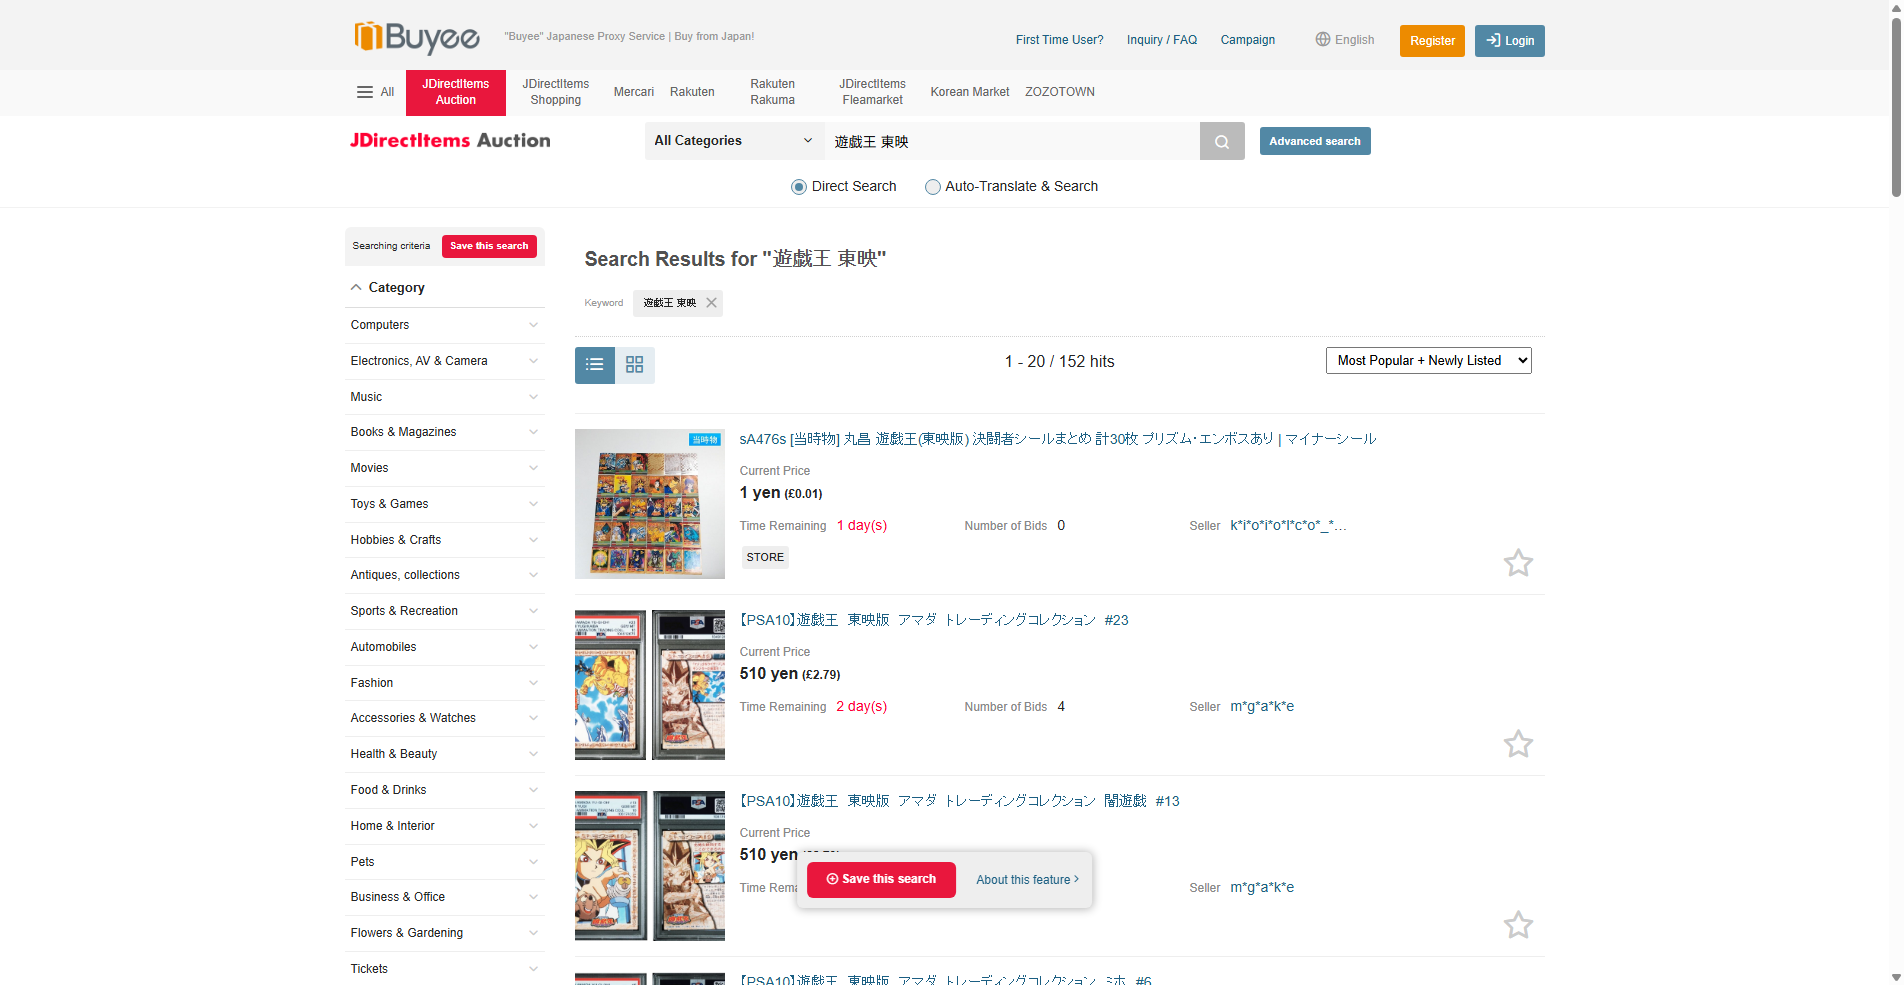 Buyee
"Buyee" Japanese Proxy Service | Buy from Japan!
First Time User?
Inquiry / FAQ
Campaign
English
Register
Login
All
JDirectItems Auction
JDirectItems Shopping
Mercari
Rakuten
Rakuten Rakuma
JDirectItems Fleamarket
Korean Market
ZOZOTOWN
JDirectItems Auction
All Categories
遊戯王 東映
Advanced search
Direct Search
Auto-Translate & Search
Searching criteria
Save this search
Category
Computers
Electronics, AV & Camera
Music
Books & Magazines
Movies
Toys & Games
Hobbies & Crafts
Antiques, collections
Sports & Recreation
Automobiles
Fashion
Accessories & Watches
Health & Beauty
Food & Drinks
Home & Interior
Pets
Business & Office
Flowers & Gardening
Tickets
Search Results for "遊戯王 東映"
Keyword
遊戯王 東映
1 - 20 / 152 hits
Most Popular + Newly Listed
当時物
sA476s [当時物] 丸昌 遊戯王(東映版) 決闘者シールまとめ 計30枚 プリズム・エンボスあり | マイナーシール
Current Price
1 yen (£0.01)
Time Remaining 1 day(s)
Number of Bids 0
Seller k*i*o*i*o*l*c*o*_*…
STORE
【PSA10】遊戯王 東映版 アマダ トレーディングコレクション #23
Current Price
510 yen (£2.79)
Time Remaining 2 day(s)
Number of Bids 4
Seller m*g*a*k*e
【PSA10】遊戯王 東映版 アマダ トレーディングコレクション 闇遊戯 #13
Current Price
510 yen
Time Rema
Seller m*g*a*k*e
Save this search
About this feature
【PSA10】遊戯王 東映版 アマダ トレーディングコレクション ミホ #6